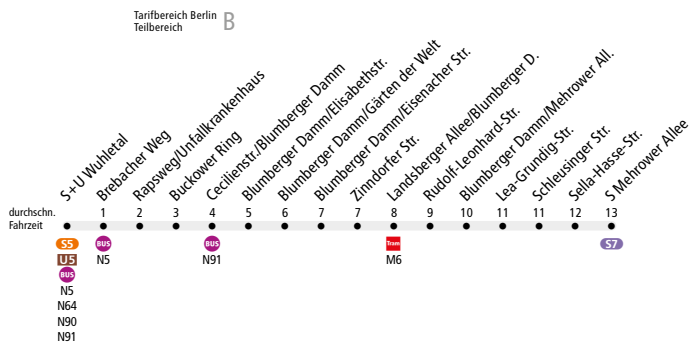 Tarifbereich Berlin
Teilbereich
B
S+U Wuhletal
Brebacher Weg
Rapsweg/Unfallkrankenhaus
Buckower Ring
Cecilienstr./Blumberger Damm
Blumberger Damm/Elisabethstr.
Blumberger Damm/Gärten der Welt
Blumberger Damm/Eisenacher Str.
Zinndorfer Str.
Landsberger Allee/Blumberger D.
Rudolf-Leonhard-Str.
Blumberger Damm/Mehrower All.
Lea-Grundig-Str.
Schleusinger Str.
Sella-Hasse-Str.
S Mehrower Allee
durchschn. 1 2 3 4 5 6 7 7 8 9 10 11 11 12 13
Fahrzeit
S5 BUS BUS Tram S7
U5 N5 N91 M6
BUS
N5
N64
N90
N91